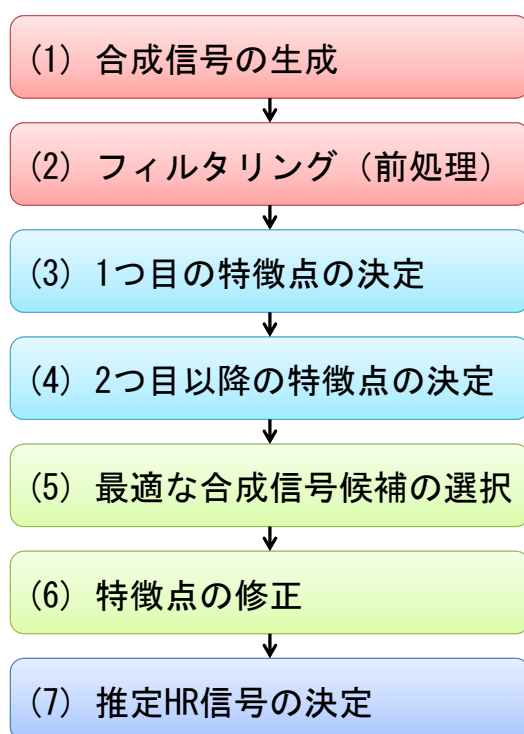 (1) 合成信号の生成
(2) フィルタリング（前処理）
(3) 1つ目の特徴点の決定
(4) 2つ目以降の特徴点の決定
(5) 最適な合成信号候補の選択
(6) 特徴点の修正
(7) 推定HR信号の決定